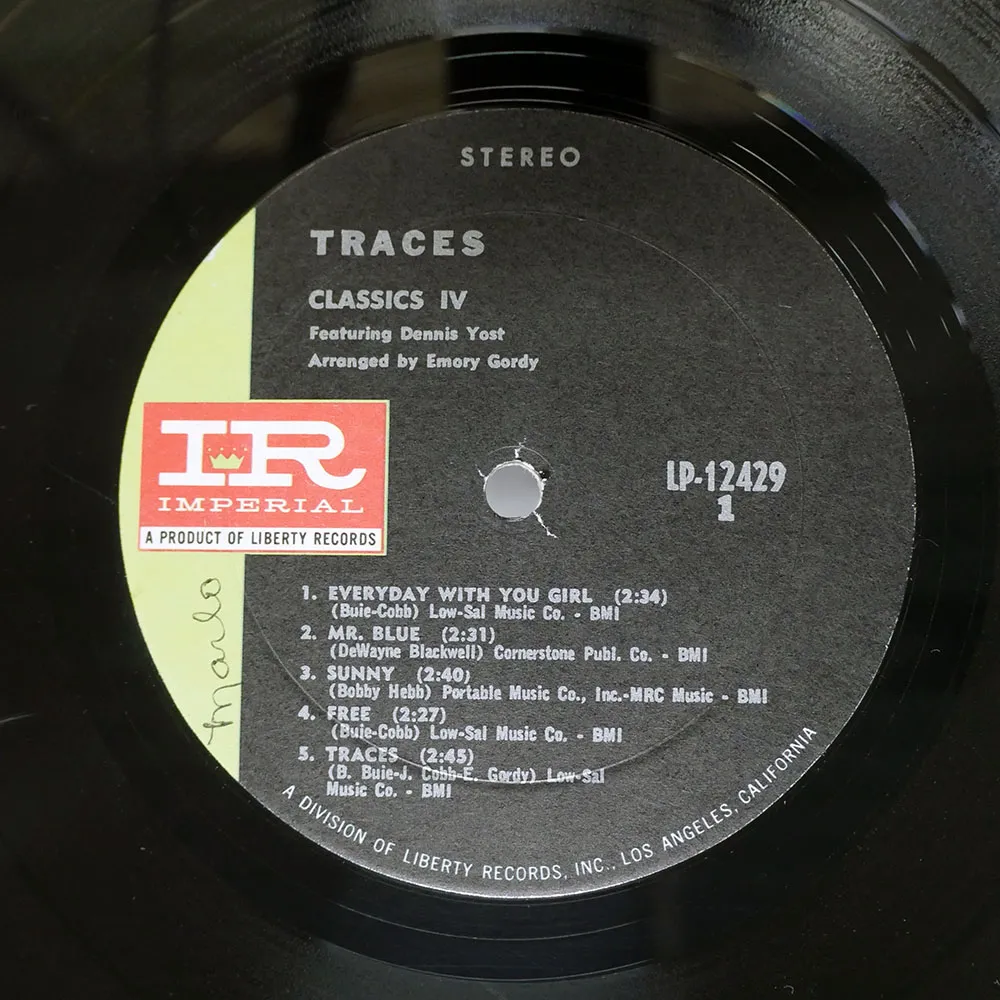 STEREO
TRACES
CLASSICS IV
Featuring Dennis Yost
Arranged by Emory Gordy
IR
IMPERIAL
A PRODUCT OF LIBERTY RECORDS
LP-12429
1
Marlo
1. EVERYDAY WITH YOU GIRL (2:34)
(Buie-Cobb) Low-Sal Music Co. - BMI
2. MR. BLUE (2:31)
(DeWayne Blackwell) Cornerstone Publ. Co. - BMI
3. SUNNY (2:40)
(Bobby Hebb) Portable Music Co., Inc.-MRC Music - BMI
4. FREE (2:27)
(Buie-Cobb) Low-Sal Music Co. - BMI
5. TRACES (2:45)
(B. Buie-J. Cobb-E. Gordy) Low-Sal
Music Co. - BMI
A DIVISION OF LIBERTY RECORDS, INC., LOS ANGELES, CALIFORNIA